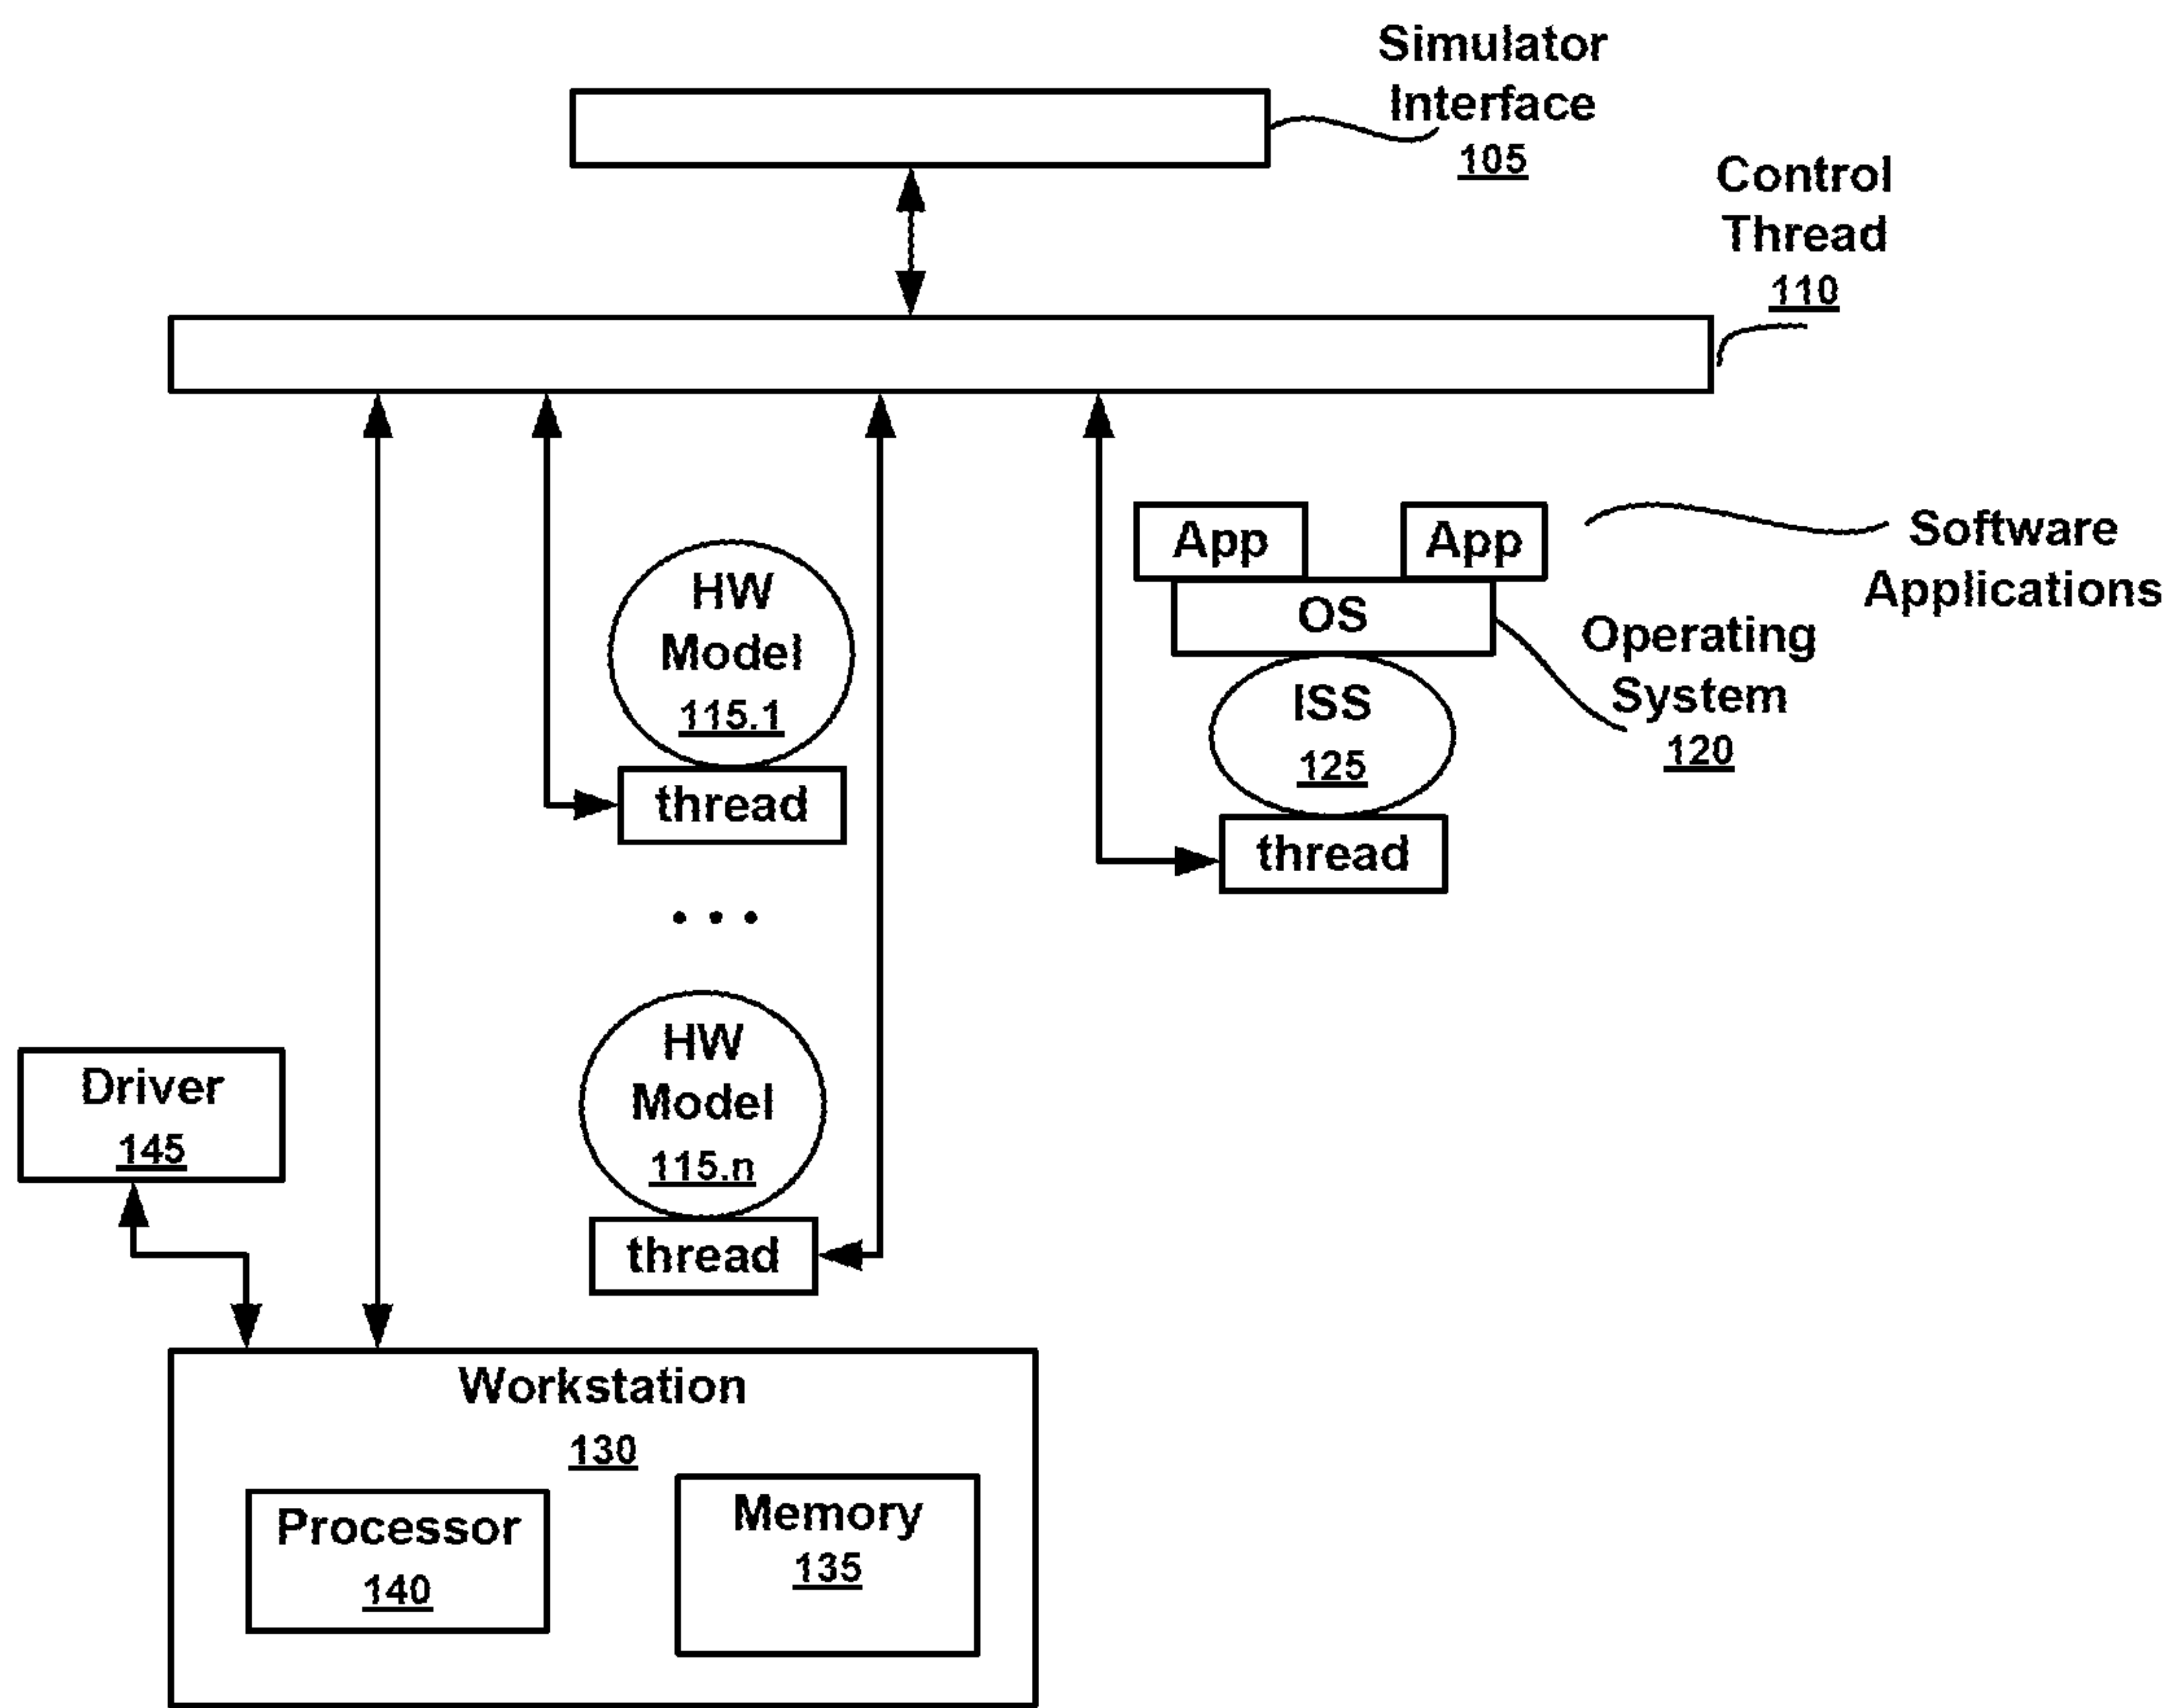 Simulator
Interface
105
Control
Thread
110
App
App
Software
Applications
OS
Operating
System
120
HW
Model
115.1
ISS
125
thread
thread
...
HW
Model
115.n
Driver
145
thread
Workstation
130
Processor
140
Memory
135